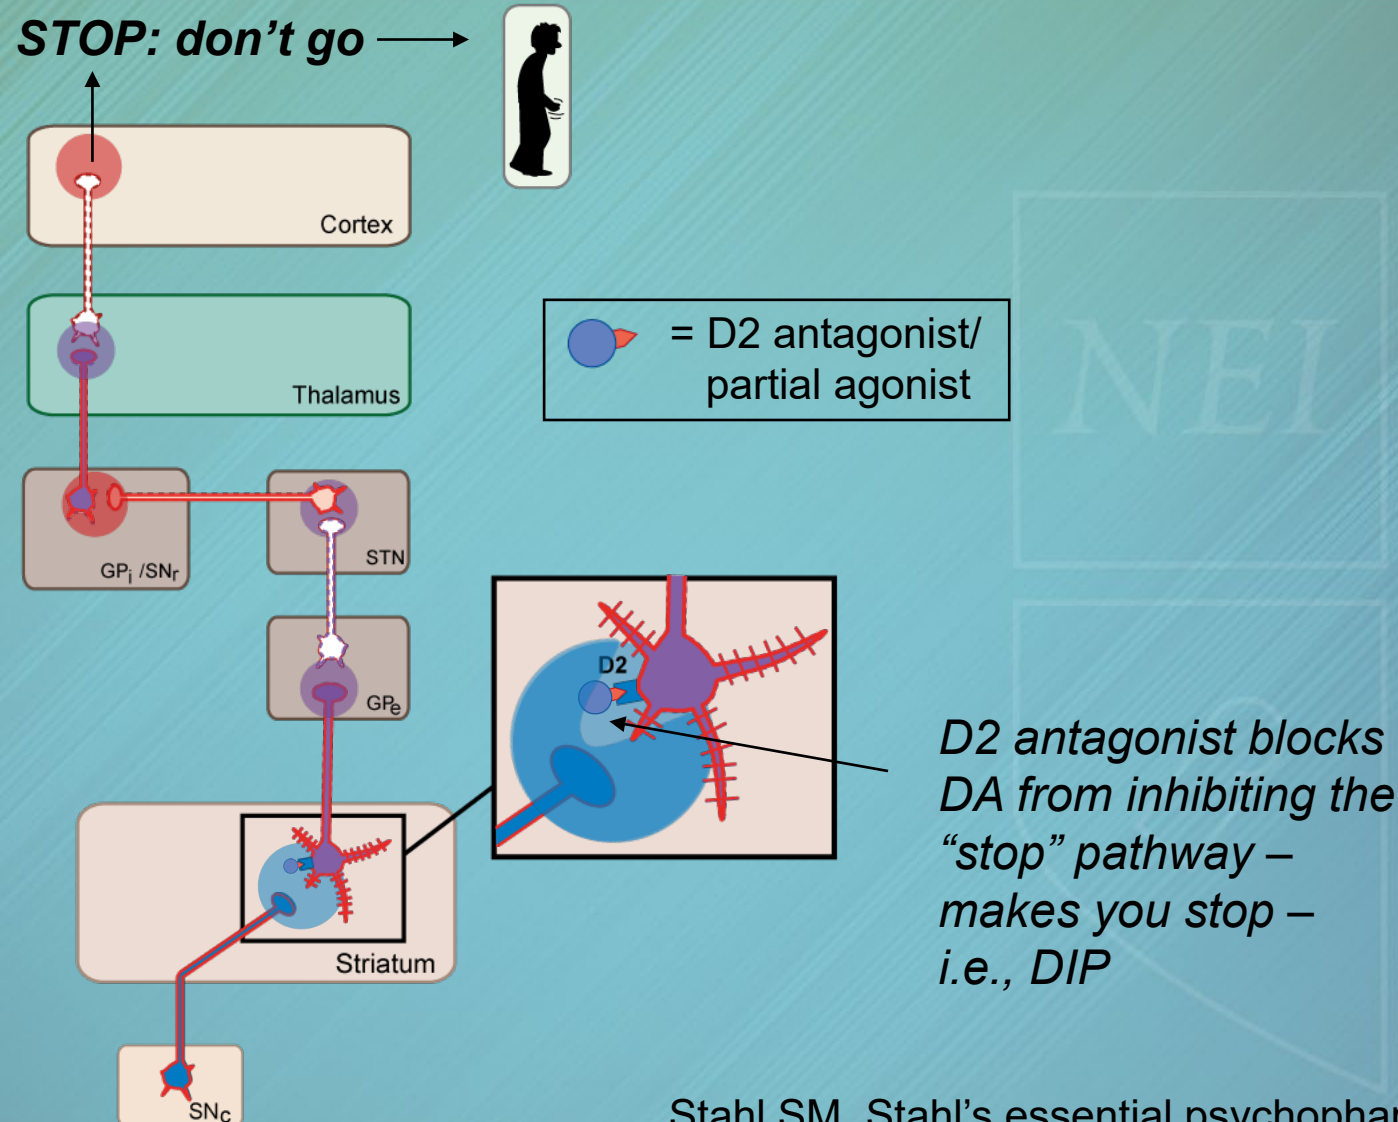 STOP: don't go
Cortex
= D2 antagonist/
partial agonist
Thalamus
NEI
GPi /SNr
STN
GPe
D2
D2 antagonist blocks
DA from inhibiting the
“stop” pathway –
makes you stop –
i.e., DIP
Striatum
SNc
Stahl SM. Stahl's essential